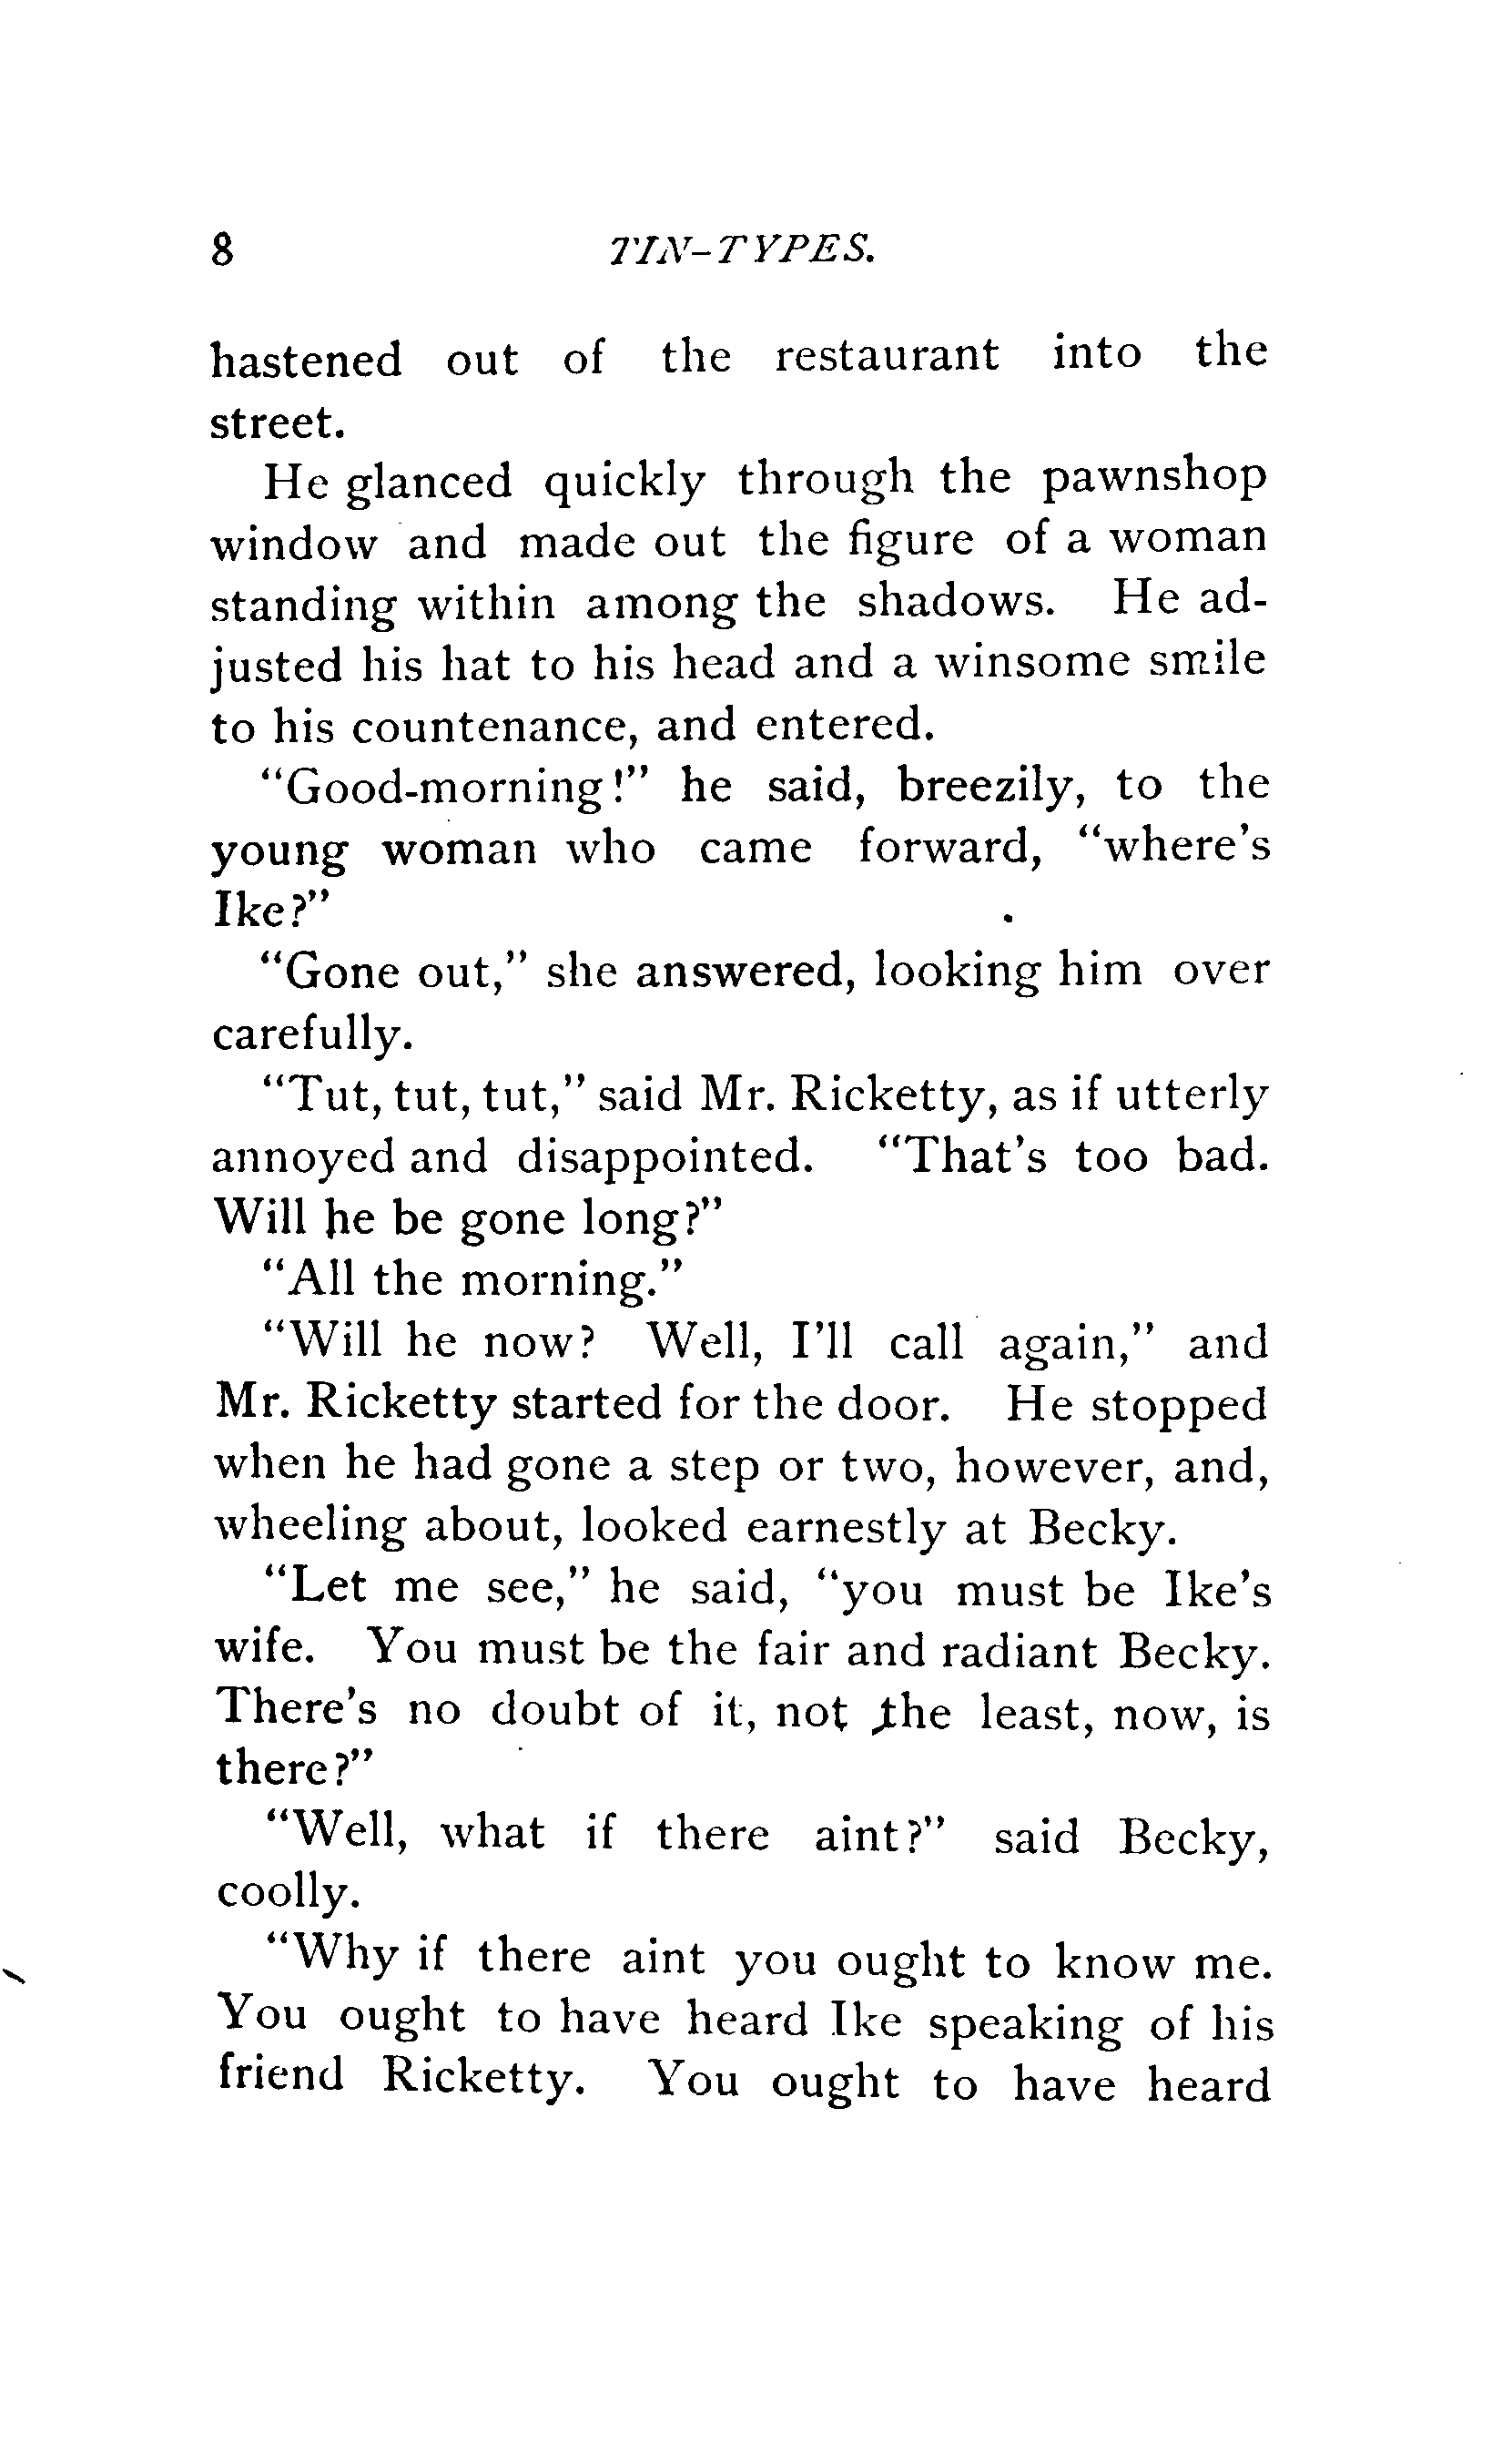 8 TIN-TYPES.
hastened out of the restaurant into the
street.
He glanced quickly through the pawnshop
window and made out the figure of a woman
standing within among the shadows. He ad-
justed his hat to his head and a winsome smile
to his countenance, and entered.
"Good-morning!" he said, breezily, to the
young woman who came forward, "where's
Ike?"
"Gone out," she answered, looking him over
carefully.
"Tut, tut, tut," said Mr. Ricketty, as if utterly
annoyed and disappointed. "That's too bad.
Will he be gone long?"
"All the morning."
"Will he now? Well, I'll call again," and
Mr. Ricketty started for the door. He stopped
when he had gone a step or two, however, and,
wheeling about, looked earnestly at Becky.
"Let me see," he said, "you must be Ike's
wife. You must be the fair and radiant Becky.
There's no doubt of it, not the least, now, is
there?"
"Well, what if there aint?" said Becky,
coolly.
"Why if there aint you ought to know me.
You ought to have heard Ike speaking of his
friend Ricketty. You ought to have heard